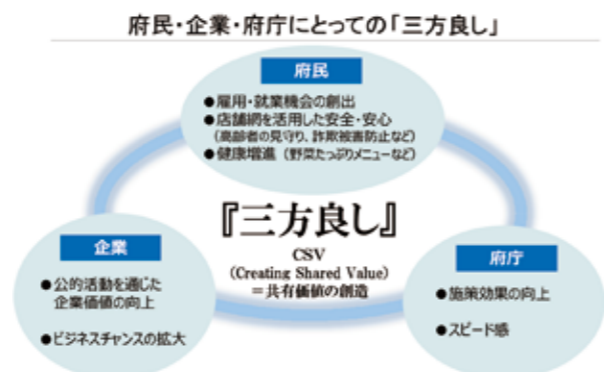 府民・企業・府庁にとっての「三方良し」
府民
●雇用・就業機会の創出
●店舗網を活用した安全・安心
(高齢者の見守り、詐欺被害防止など)
●健康増進(野菜たっぷりメニューなど)
『三方良し』
CSV
(Creating Shared Value)
＝共有価値の創造
企業
●公的活動を通じた
企業価値の向上
●ビジネスチャンスの拡大
府庁
●施策効果の向上
●スピード感